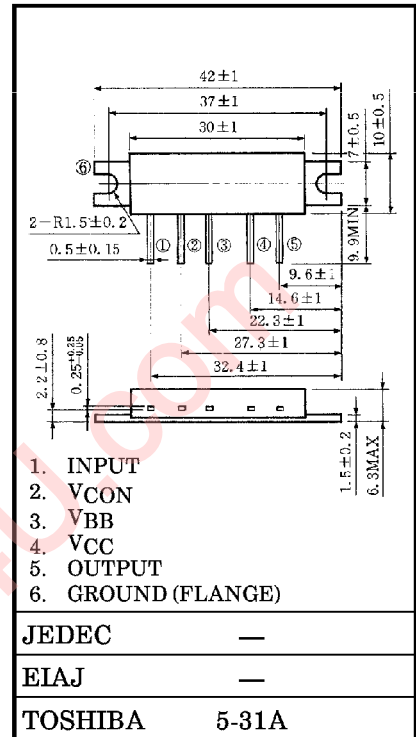 42±1
37±1
30±1
7±0.5
10±0.5
⑥
2-R1.5±0.2
0.5±0.15
① ② ③ ④ ⑤
9.9MIN
9.6±1
14.6±1
22.3±1
27.3±1
32.4±1
2.2±0.8
0.25+0.25 -0.05
1.5±0.2
6.3MAX
1. INPUT
2. VCON
3. VBB
4. VCC
5. OUTPUT
6. GROUND (FLANGE)
JEDEC —
EIAJ —
TOSHIBA 5-31A